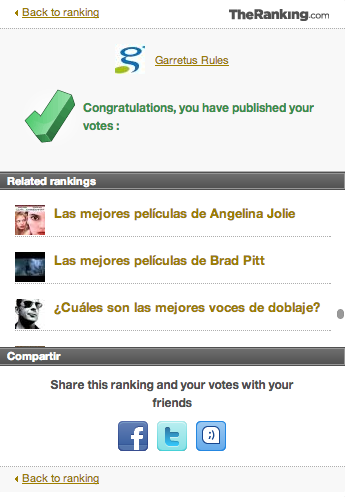 Back to ranking
TheRanking.com
Garretus Rules
Congratulations, you have published your
votes :
Related rankings
Las mejores películas de Angelina Jolie
Las mejores películas de Brad Pitt
¿Cuáles son las mejores voces de doblaje?
Compartir
Share this ranking and your votes with your
friends
Back to ranking